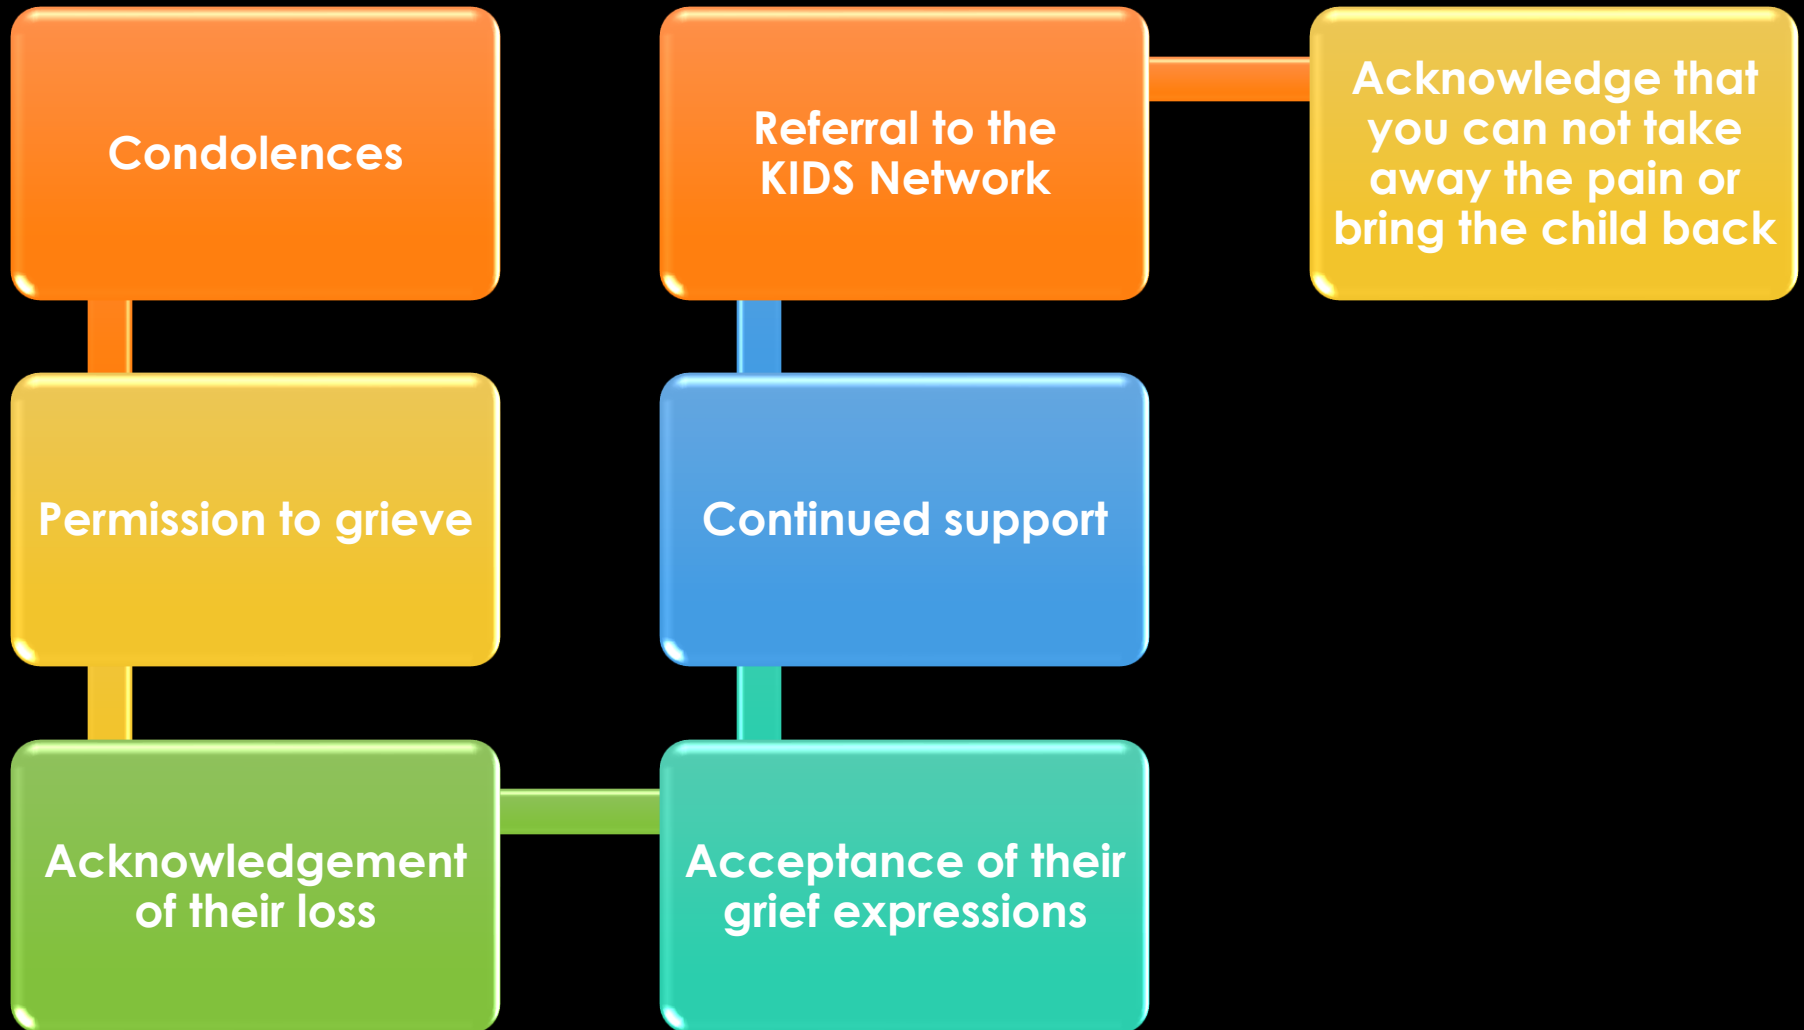 Condolences
Permission to grieve
Acknowledgement
of their loss
Acceptance of their
grief expressions
Continued support
Referral to the
KIDS Network
Acknowledge that
you can not take
away the pain or
bring the child back